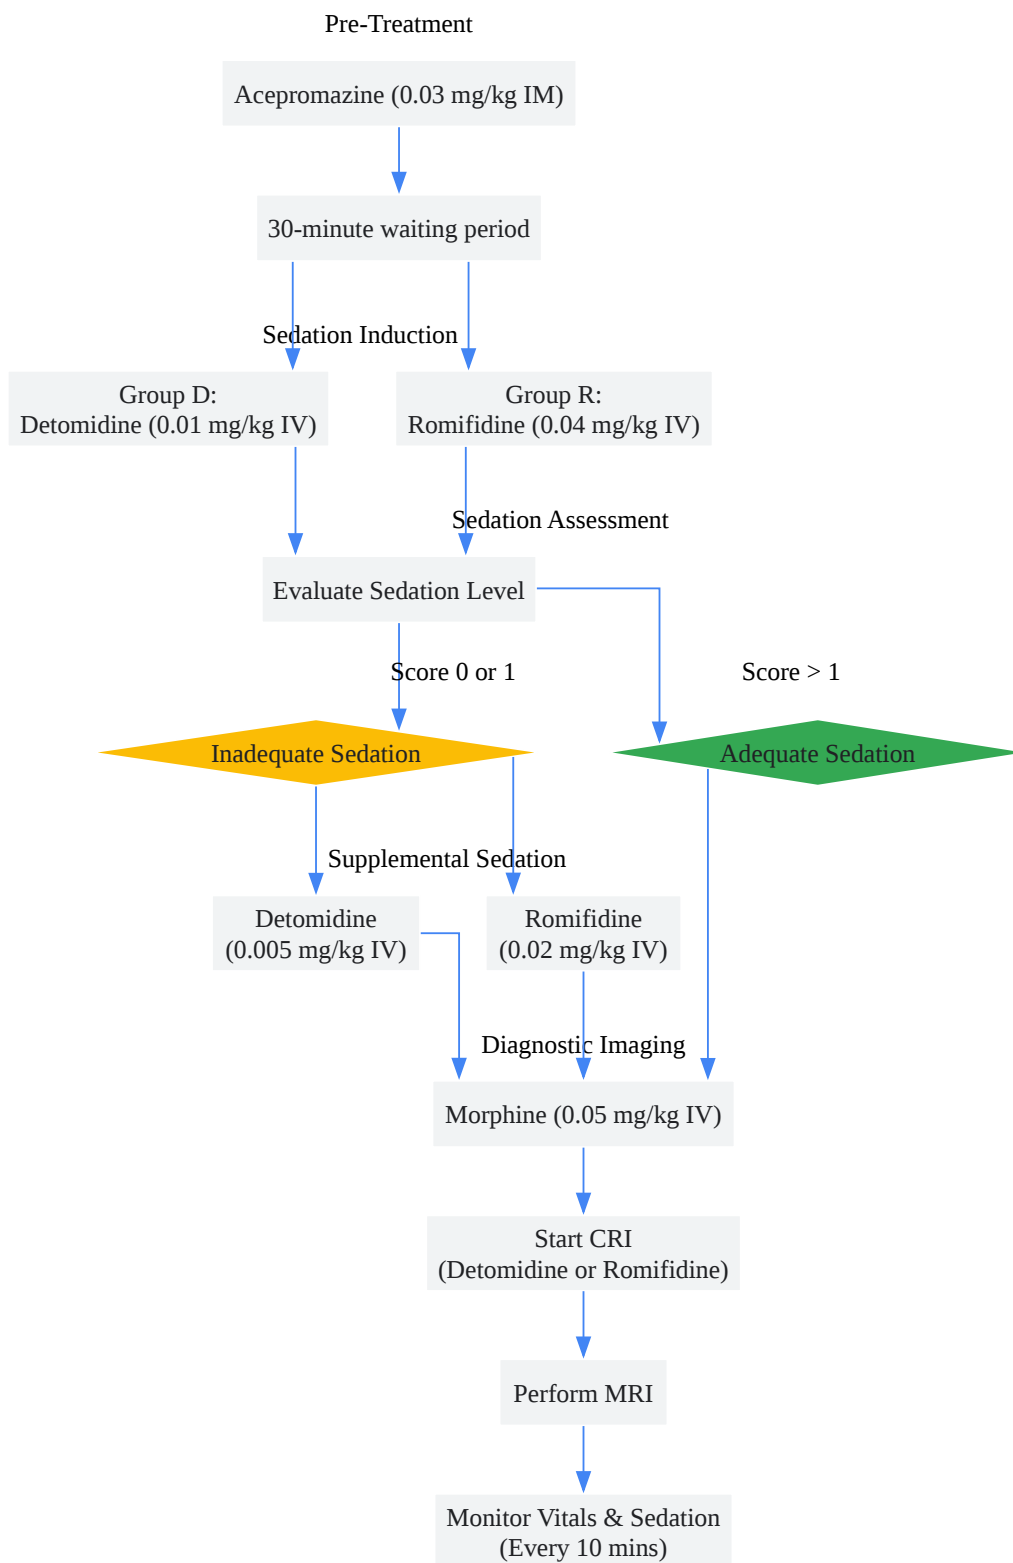 Pre-Treatment
Acepromazine (0.03 mg/kg IM)
30-minute waiting period
Sedation Induction
Group D:
Detomidine (0.01 mg/kg IV)
Group R:
Romifidine (0.04 mg/kg IV)
Sedation Assessment
Evaluate Sedation Level
Score 0 or 1
Score > 1
Inadequate Sedation
Adequate Sedation
Supplemental Sedation
Detomidine
(0.005 mg/kg IV)
Romifidine
(0.02 mg/kg IV)
Diagnostic Imaging
Morphine (0.05 mg/kg IV)
Start CRI
(Detomidine or Romifidine)
Perform MRI
Monitor Vitals & Sedation
(Every 10 mins)